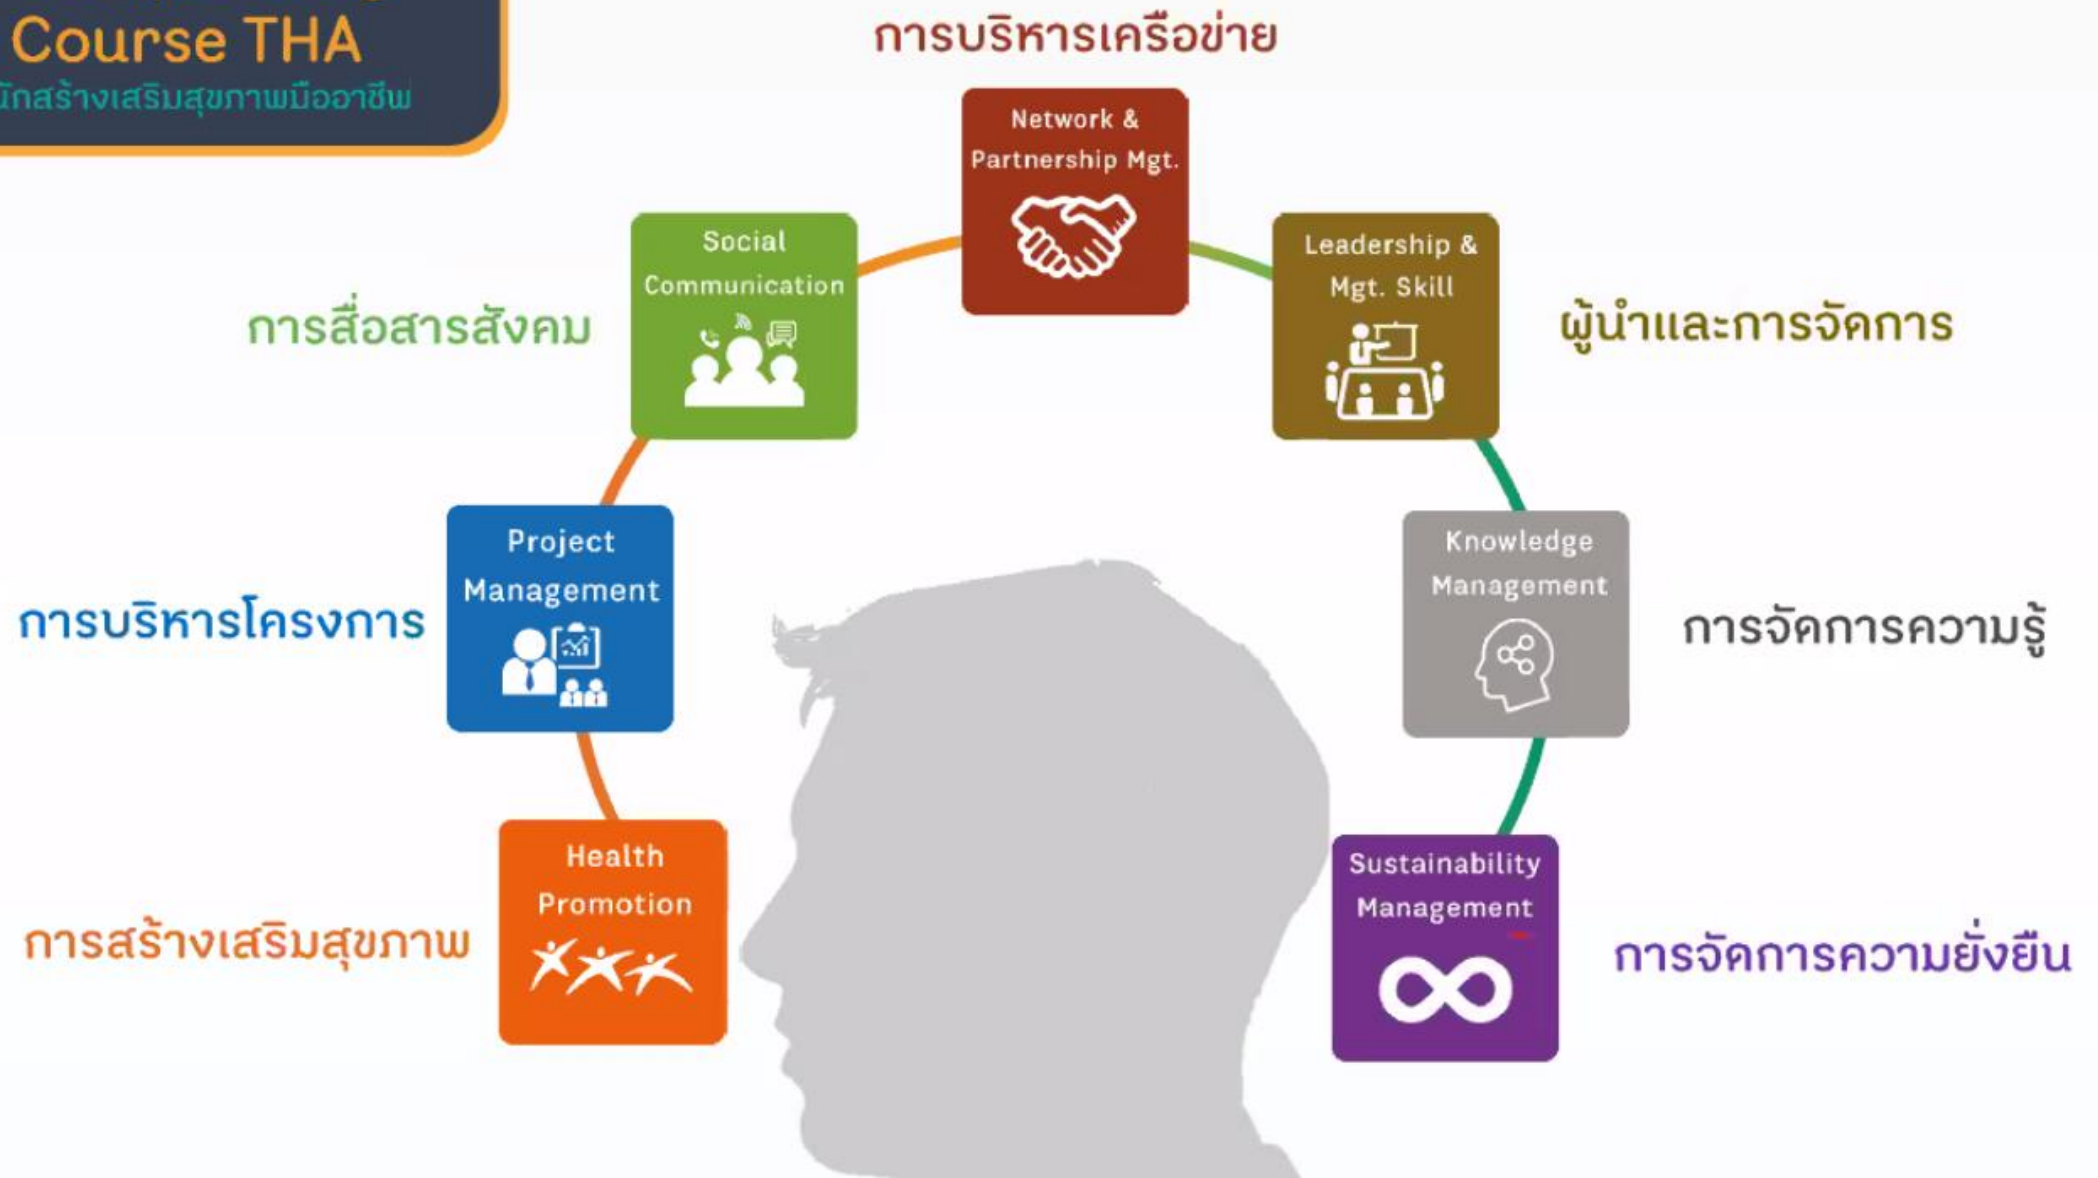 Course THA
นักสร้างเสริมสุขภาพมืออาชีพ
การบริหารเครือข่าย
Network &
Partnership Mgt.
Social
Communication
การสื่อสารสังคม
Leadership &
Mgt. Skill
ผู้นำและการจัดการ
Project
Management
การบริหารโครงการ
Knowledge
Management
การจัดการความรู้
Health
Promotion
การสร้างเสริมสุขภาพ
Sustainability
Management
การจัดการความยั่งยืน